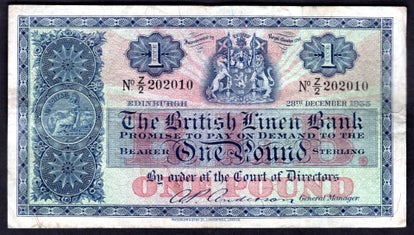 1 1
Nº Z/2 202010 Nº Z/2 202010
EDINBURGH 28TH DECEMBER 1955
The British Linen Bank
PROMISE TO PAY ON DEMAND TO THE
BEARER One Pound STERLING
ONE POUND
By order of the Court of Directors
General Manager.